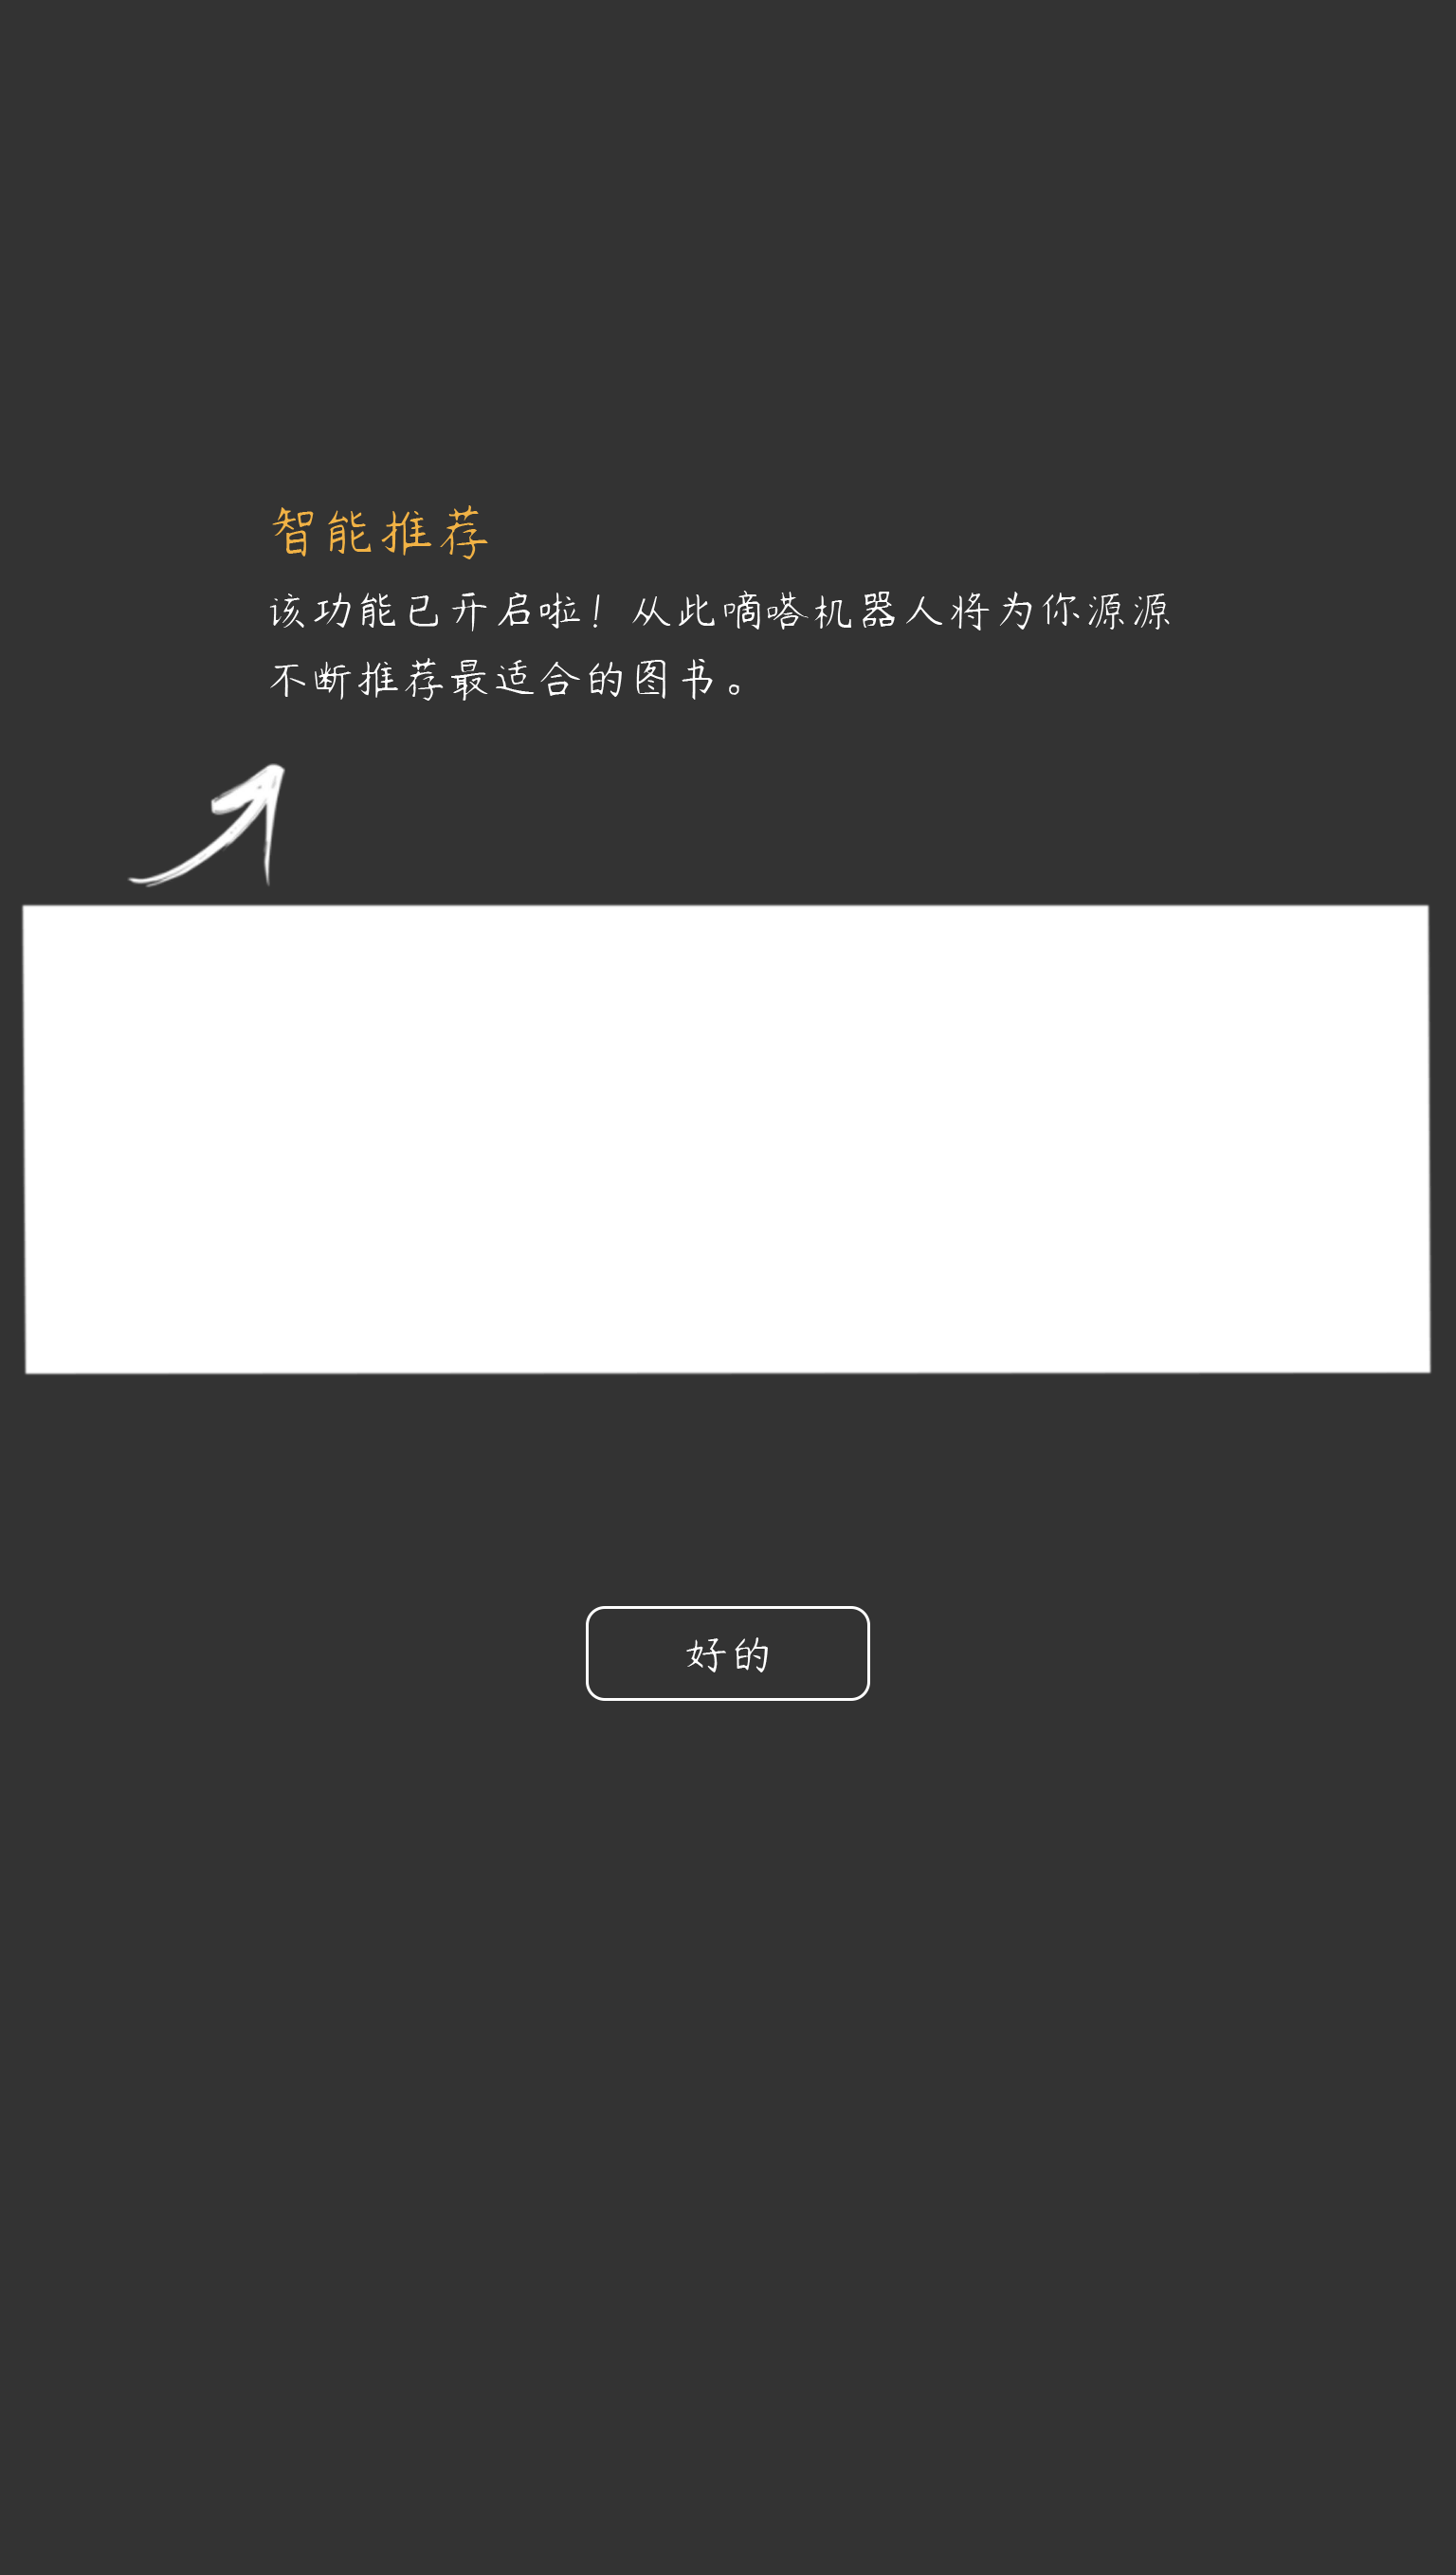 智能推荐
该功能已开启啦！从此嘀嗒机器人将为你源源
不断推荐最适合的图书。
好的